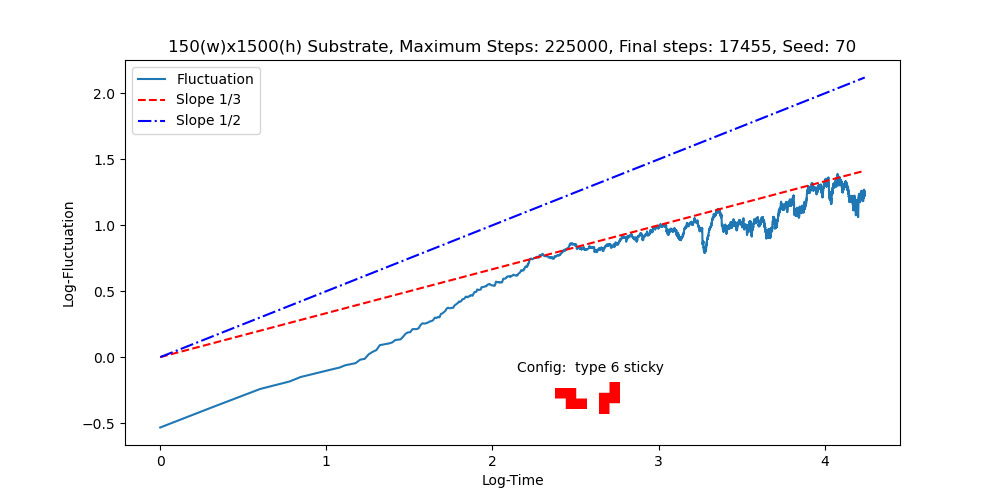 150(w)x1500(h) Substrate, Maximum Steps: 225000, Final steps: 17455, Seed: 70
Fluctuation
Slope 1/3
Slope 1/2
Log-Fluctuation
2.0
1.5
1.0
0.5
0.0
−0.5
Config:  type 6 sticky
0 1 2 3 4
Log-Time